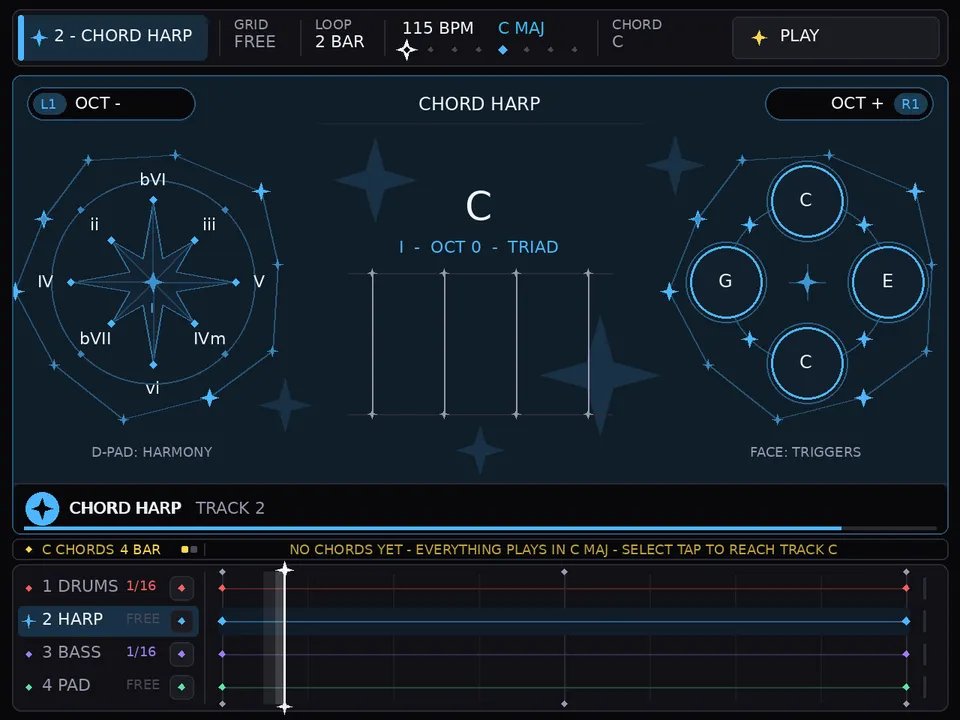 2 - CHORD HARP
GRID
FREE
LOOP
2 BAR
115 BPM
C MAJ
CHORD
C
PLAY
L1 OCT -
CHORD HARP
OCT + R1
bVI
ii
iii
IV
V
I
bVII
IVm
vi
D-PAD: HARMONY
C
I - OCT 0 - TRIAD
C
G
E
C
FACE: TRIGGERS
CHORD HARP TRACK 2
C CHORDS 4 BAR
NO CHORDS YET - EVERYTHING PLAYS IN C MAJ - SELECT TAP TO REACH TRACK C
1 DRUMS 1/16
2 HARP FREE
3 BASS 1/16
4 PAD FREE